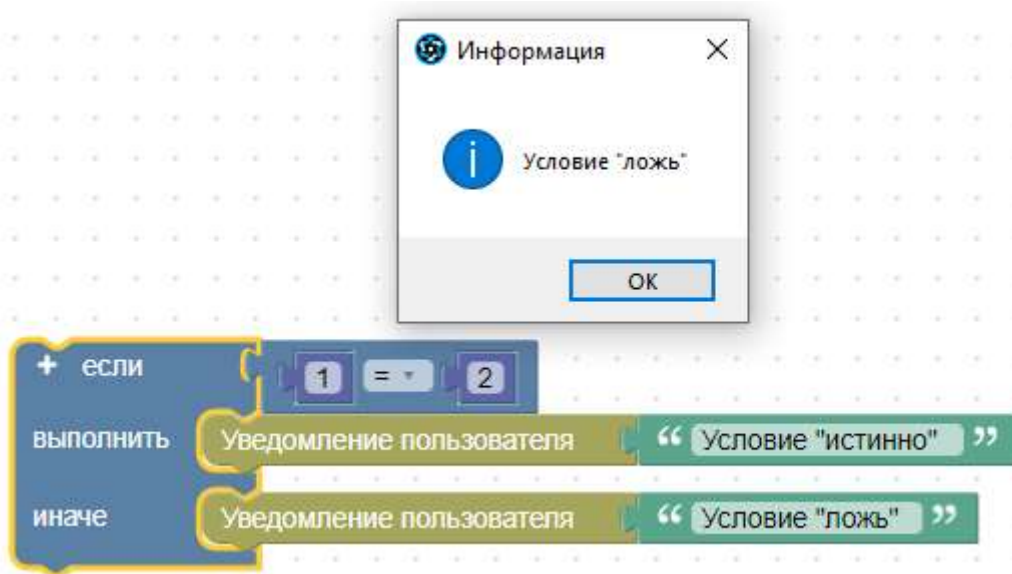 Информация
Условие "ложь"
OK
+ если 1 = 2
выполнить Уведомление пользователя “ Условие "истинно" ”
иначе Уведомление пользователя “ Условие "ложь" ”